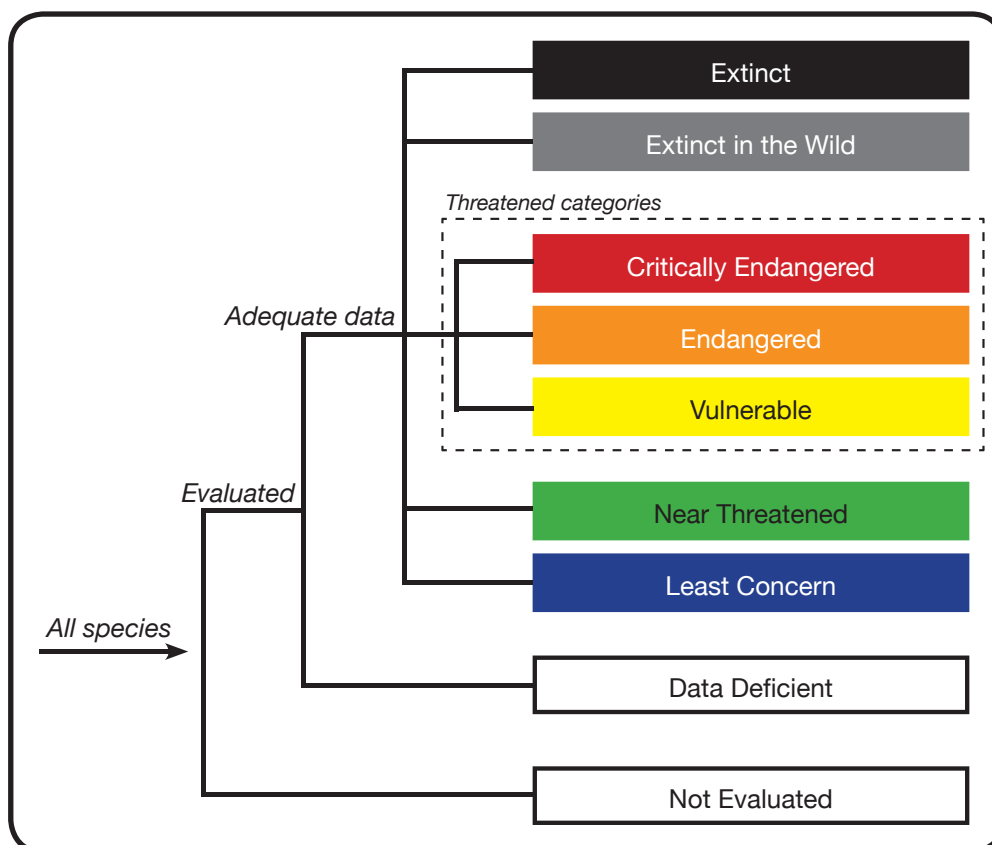 Extinct
Extinct in the Wild
Threatened categories
Critically Endangered
Adequate data
Endangered
Vulnerable
Evaluated
Near Threatened
Least Concern
All species
Data Deficient
Not Evaluated